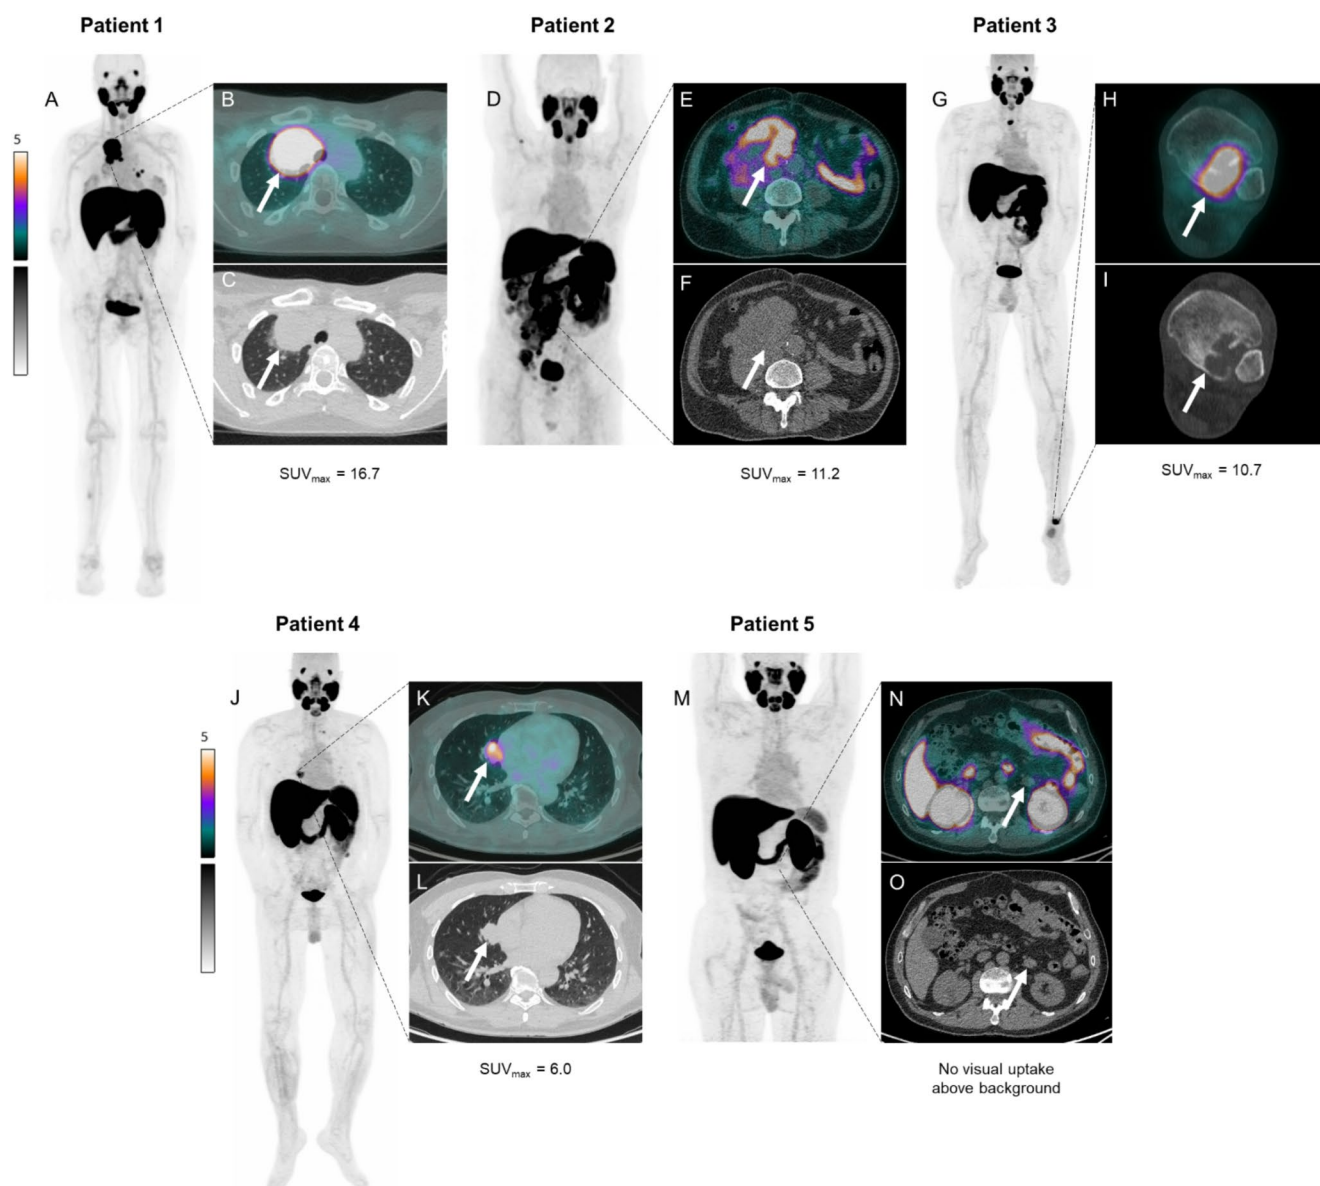 Patient 1
Patient 2
Patient 3
A
B
C
D
E
F
G
H
I
5
SUVmax = 16.7
SUVmax = 11.2
SUVmax = 10.7
Patient 4
Patient 5
J
K
L
M
N
O
5
SUVmax = 6.0
No visual uptake
above background